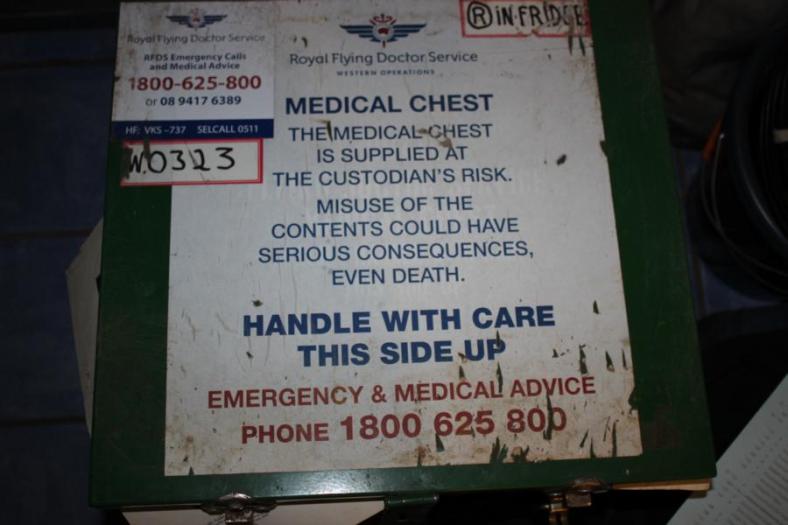 Royal Flying Doctor Service
RFDS Emergency Calls
and Medical Advice
1800-625-800
or 08 9417 6389
HF: VKS -737 SELCALL 0511
W.0323
® iN FRIDGE
Royal Flying Doctor Service
WESTERN OPERATIONS
MEDICAL CHEST
THE MEDICAL CHEST
IS SUPPLIED AT
THE CUSTODIAN'S RISK.
MISUSE OF THE
CONTENTS COULD HAVE
SERIOUS CONSEQUENCES,
EVEN DEATH.
HANDLE WITH CARE
THIS SIDE UP
EMERGENCY & MEDICAL ADVICE
PHONE 1800 625 800